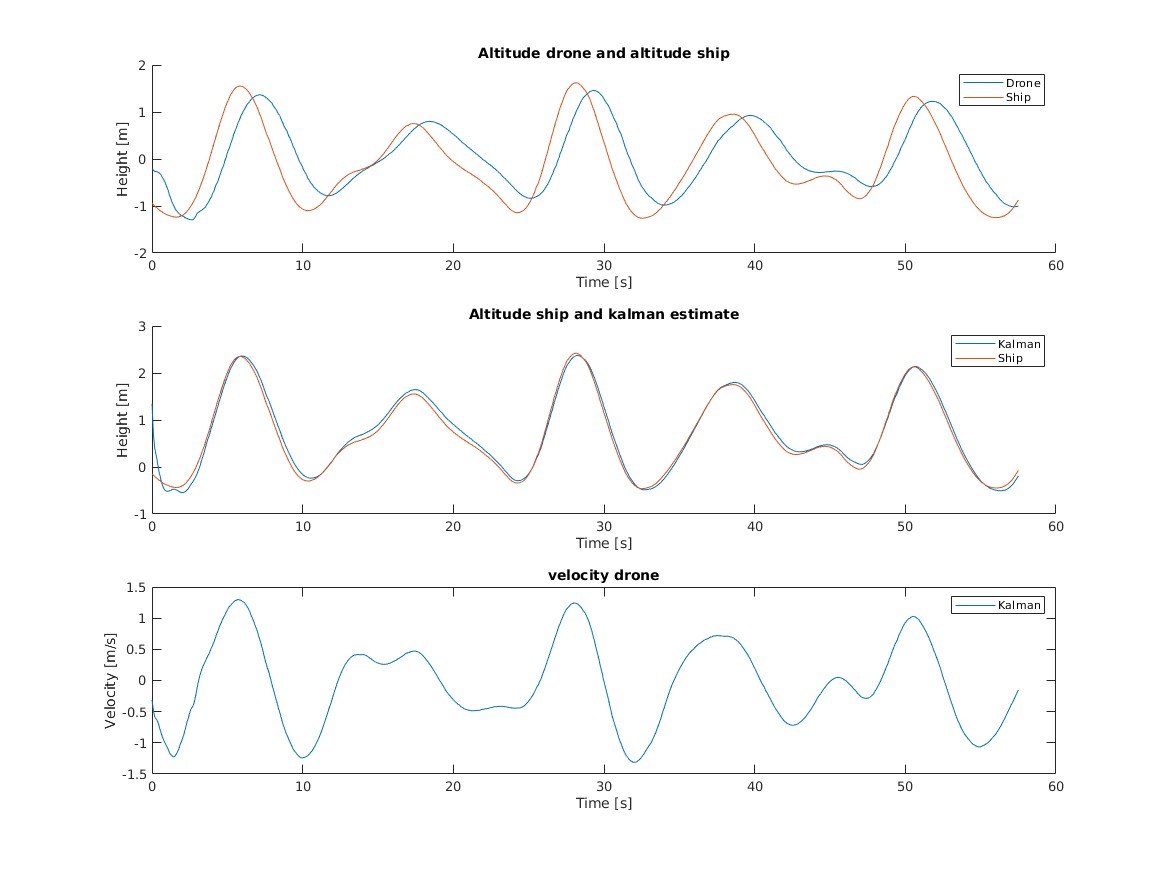 Altitude drone and altitude ship
Height [m]
2
1
0
-1
-2
0 10 20 30 40 50 60
Time [s]
Drone
Ship
Altitude ship and kalman estimate
Height [m]
3
2
1
0
-1
0 10 20 30 40 50 60
Time [s]
Kalman
Ship
velocity drone
Velocity [m/s]
1.5
1
0.5
0
-0.5
-1
-1.5
0 10 20 30 40 50 60
Time [s]
Kalman